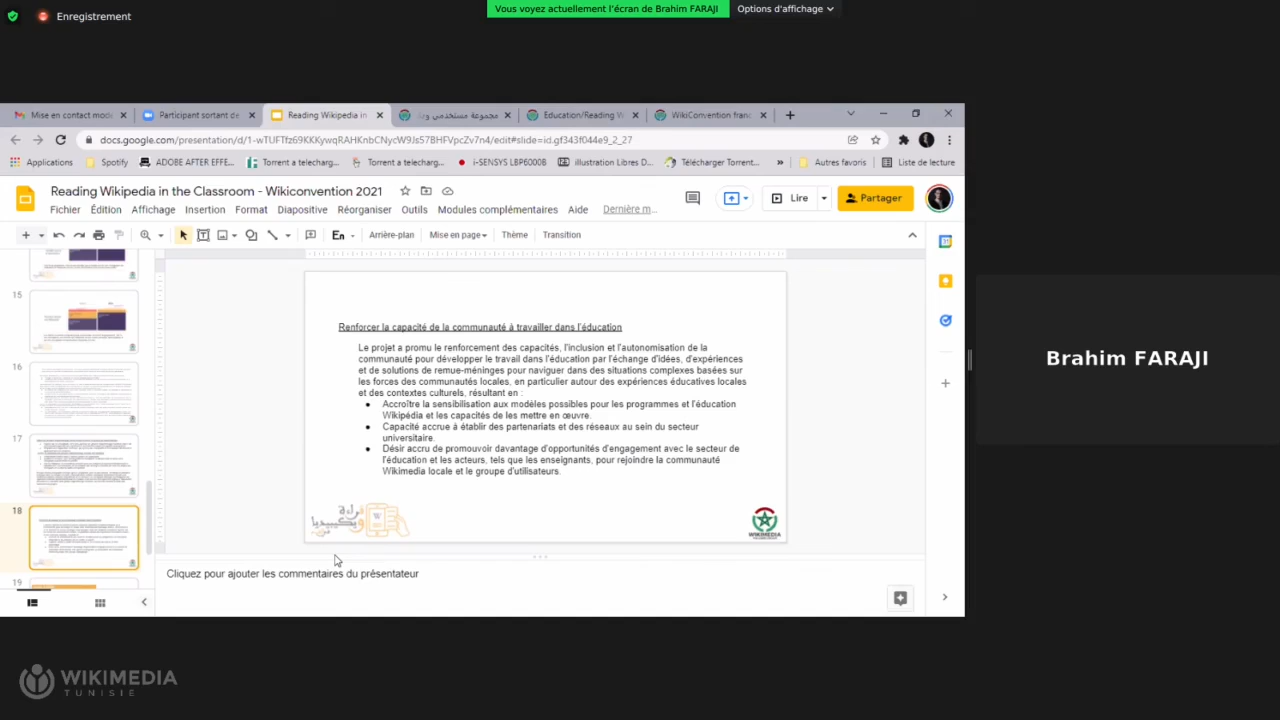 Enregistrement
Vous voyez actuellement l'écran de Brahim FARAJI
Options d'affichage
Mise en contact mode
Participant sortant de
Reading Wikipedia in
مجموعة مستخدمي
Education/Reading W
WikiConvention franc
docs.google.com/presentation/d/1-wTUFTfz69KKKywqRAHKnbCNycW9Js57BHFVpcZv7n4/edit#slide=id.gf343f044e9_2_27
Applications
Spotify
ADOBE AFTER EFFE...
Torrent a telecharg...
Torrent a telecharg...
i-SENSYS LBP6000B
illustration Libres D...
Télécharger Torrent...
»
Autres favoris
Liste de lecture
Reading Wikipedia in the Classroom - Wikiconvention 2021
Lire
Partager
Fichier Édition Affichage Insertion Format Diapositive Réorganiser Outils Modules complémentaires Aide Dernière m...
En
Arrière-plan Mise en page Thème Transition
15
16
17
18
19
Renforcer la capacité de la communauté à travailler dans l'éducation
Le projet a promu le renforcement des capacités, l'inclusion et l'autonomisation de la
communauté pour développer le travail dans l'éducation par l'échange d'idées, d'expériences
et de solutions de remue-méninges pour naviguer dans des situations complexes basées sur
les forces des communautés locales, en particulier autour des expériences éducatives locales
et des contextes culturels, résultant en :
● Accroître la sensibilisation aux modèles possibles pour les programmes et l'éducation
Wikipédia et les capacités de les mettre en œuvre.
● Capacité accrue à établir des partenariats et des réseaux au sein du secteur
universitaire.
● Désir accru de promouvoir davantage d'opportunités d'engagement avec le secteur de
l'éducation et les acteurs, tels que les enseignants, pour rejoindre la communauté
Wikimedia locale et le groupe d'utilisateurs.
WIKIMEDIA
Cliquez pour ajouter les commentaires du présentateur
Brahim FARAJI
WIKIMEDIA
TUNISIE